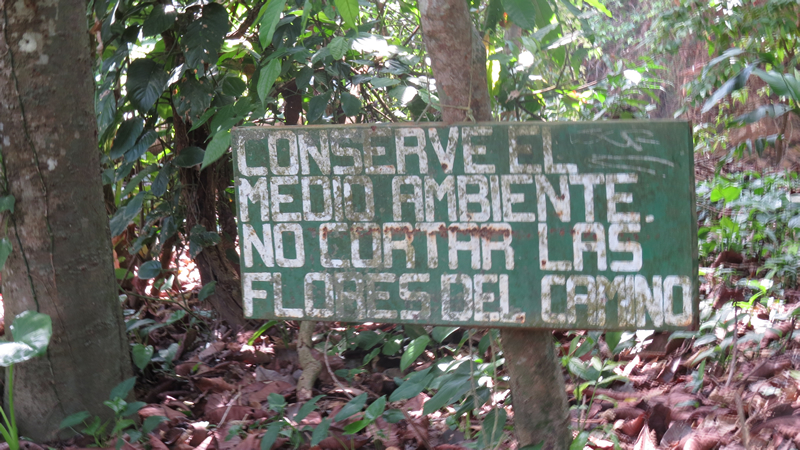 CONSERVE EL
MEDIO AMBIENTE.
NO CORTAR LAS
FLORES DEL CAMINO